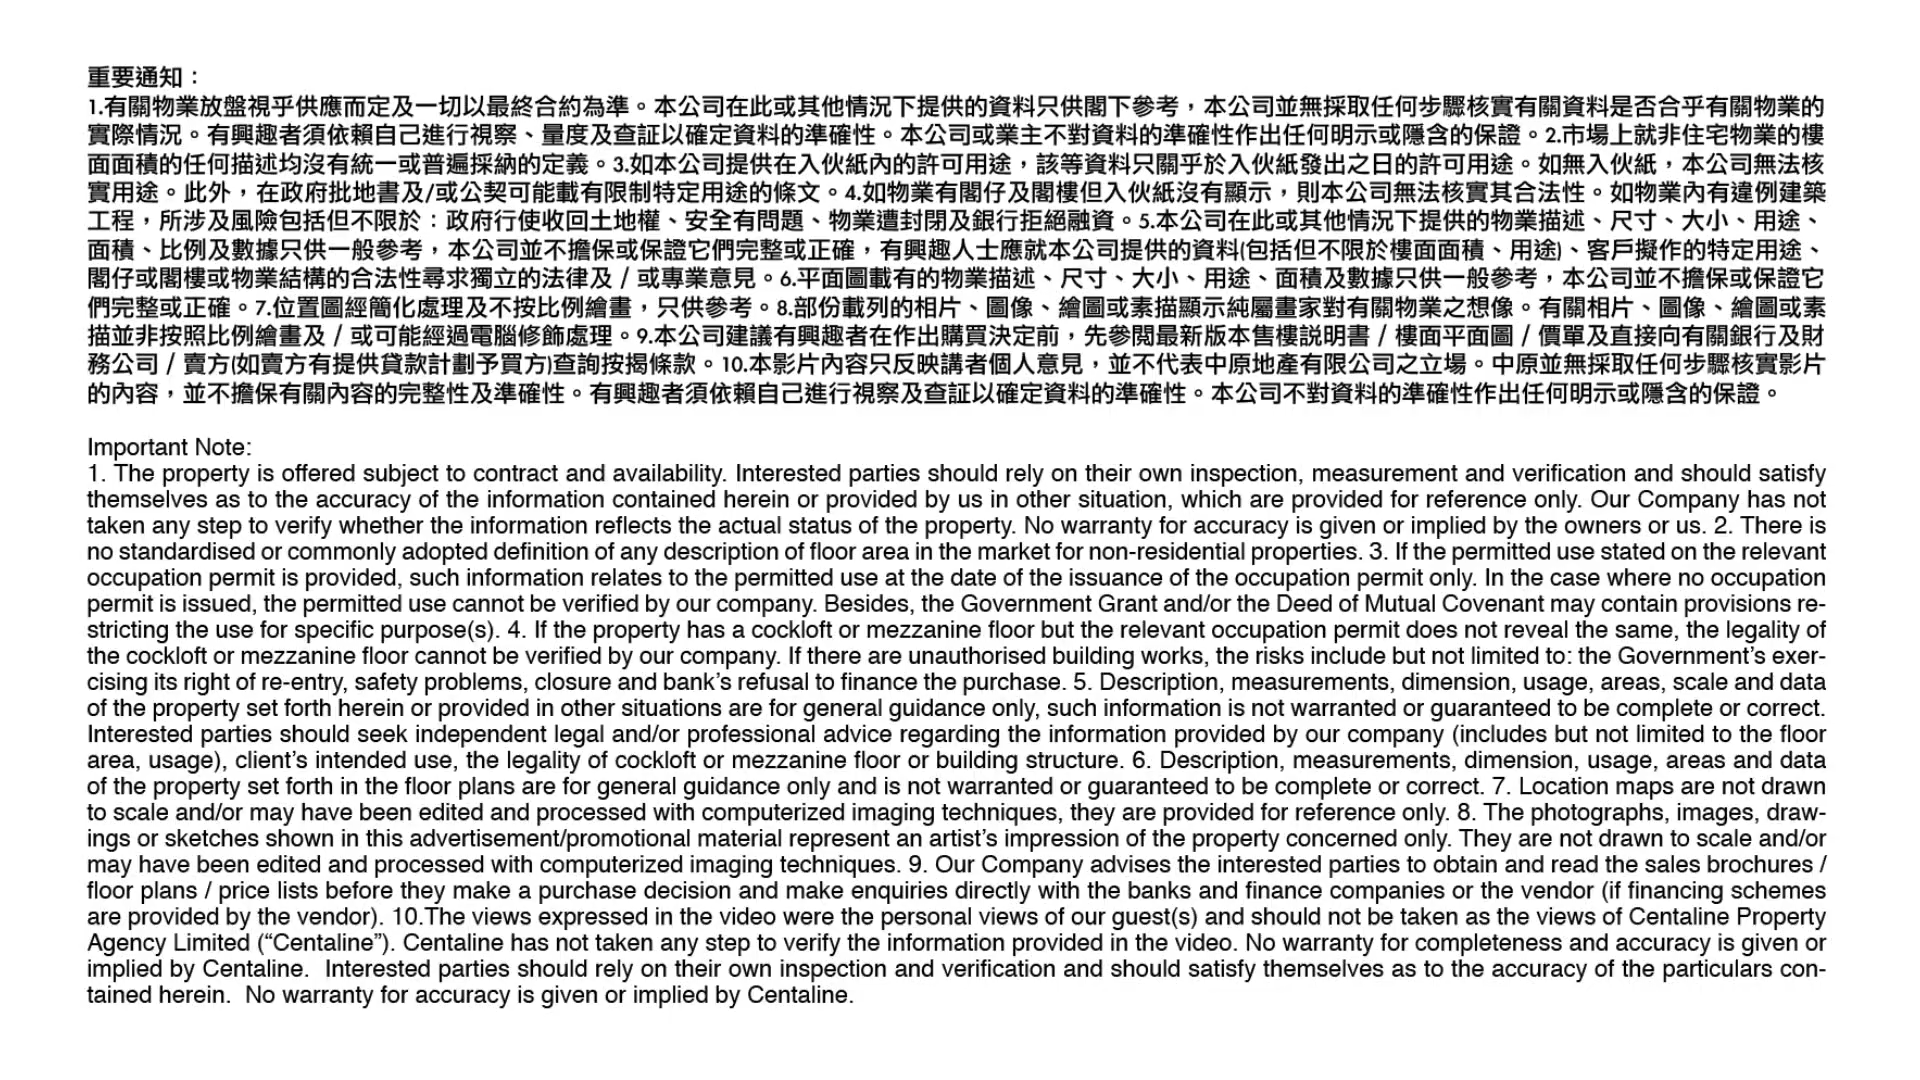 重要通知：
1.有關物業放盤視乎供應而定及一切以最終合約為準。本公司在此或其他情況下提供的資料只供閣下參考，本公司並無採取任何步驟核實有關資料是否合乎有關物業的
實際情況。有興趣者須依賴自己進行視察、量度及查証以確定資料的準確性。本公司或業主不對資料的準確性作出任何明示或隱含的保證。2.市場上就非住宅物業的樓
面面積的任何描述均沒有統一或普遍採納的定義。3.如本公司提供在入伙紙內的許可用途，該等資料只關乎於入伙紙發出之日的許可用途。如無入伙紙，本公司無法核
實用途。此外，在政府批地書及/或公契可能載有限制特定用途的條文。4.如物業有閣仔及閣樓但入伙紙沒有顯示，則本公司無法核實其合法性。如物業內有違例建築
工程，所涉及風險包括但不限於：政府行使收回土地權、安全有問題、物業遭封閉及銀行拒絕融資。5.本公司在此或其他情況下提供的物業描述、尺寸、大小、用途、
面積、比例及數據只供一般參考，本公司並不擔保或保證它們完整或正確，有興趣人士應就本公司提供的資料(包括但不限於樓面面積、用途)、客戶擬作的特定用途、
閣仔或閣樓或物業結構的合法性尋求獨立的法律及 / 或專業意見。6.平面圖載有的物業描述、尺寸、大小、用途、面積及數據只供一般參考，本公司並不擔保或保證它
們完整或正確。7.位置圖經簡化處理及不按比例繪畫，只供參考。8.部份載列的相片、圖像、繪圖或素描顯示純屬畫家對有關物業之想像。有關相片、圖像、繪圖或素
描並非按照比例繪畫及 / 或可能經過電腦修飾處理。9.本公司建議有興趣者在作出購買決定前，先參閱最新版本售樓説明書 / 樓面平面圖 / 價單及直接向有關銀行及財
務公司 / 賣方(如賣方有提供貸款計劃予買方)查詢按揭條款。10.本影片內容只反映講者個人意見，並不代表中原地產有限公司之立場。中原並無採取任何步驟核實影片
的內容，並不擔保有關內容的完整性及準確性。有興趣者須依賴自己進行視察及查証以確定資料的準確性。本公司不對資料的準確性作出任何明示或隱含的保證。
Important Note:
1. The property is offered subject to contract and availability. Interested parties should rely on their own inspection, measurement and verification and should satisfy
themselves as to the accuracy of the information contained herein or provided by us in other situation, which are provided for reference only. Our Company has not
taken any step to verify whether the information reflects the actual status of the property. No warranty for accuracy is given or implied by the owners or us. 2. There is
no standardised or commonly adopted definition of any description of floor area in the market for non-residential properties. 3. If the permitted use stated on the relevant
occupation permit is provided, such information relates to the permitted use at the date of the issuance of the occupation permit only. In the case where no occupation
permit is issued, the permitted use cannot be verified by our company. Besides, the Government Grant and/or the Deed of Mutual Covenant may contain provisions re-
stricting the use for specific purpose(s). 4. If the property has a cockloft or mezzanine floor but the relevant occupation permit does not reveal the same, the legality of
the cockloft or mezzanine floor cannot be verified by our company. If there are unauthorised building works, the risks include but not limited to: the Government’s exer-
cising its right of re-entry, safety problems, closure and bank’s refusal to finance the purchase. 5. Description, measurements, dimension, usage, areas, scale and data
of the property set forth herein or provided in other situations are for general guidance only, such information is not warranted or guaranteed to be complete or correct.
Interested parties should seek independent legal and/or professional advice regarding the information provided by our company (includes but not limited to the floor
area, usage), client’s intended use, the legality of cockloft or mezzanine floor or building structure. 6. Description, measurements, dimension, usage, areas and data
of the property set forth in the floor plans are for general guidance only and is not warranted or guaranteed to be complete or correct. 7. Location maps are not drawn
to scale and/or may have been edited and processed with computerized imaging techniques, they are provided for reference only. 8. The photographs, images, draw-
ings or sketches shown in this advertisement/promotional material represent an artist’s impression of the property concerned only. They are not drawn to scale and/or
may have been edited and processed with computerized imaging techniques. 9. Our Company advises the interested parties to obtain and read the sales brochures /
floor plans / price lists before they make a purchase decision and make enquiries directly with the banks and finance companies or the vendor (if financing schemes
are provided by the vendor). 10.The views expressed in the video were the personal views of our guest(s) and should not be taken as the views of Centaline Property
Agency Limited (“Centaline”). Centaline has not taken any step to verify the information provided in the video. No warranty for completeness and accuracy is given or
implied by Centaline.  Interested parties should rely on their own inspection and verification and should satisfy themselves as to the accuracy of the particulars con-
tained herein.  No warranty for accuracy is given or implied by Centaline.